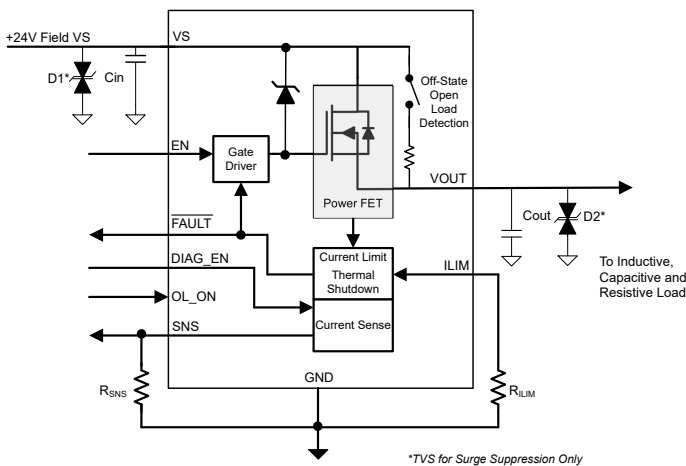 +24V Field VS
VS
D1*
Cin
Off-State
Open
Load
Detection
EN
Gate
Driver
VOUT
Power FET
Cout
D2*
FAULT
Current Limit
Thermal
Shutdown
ILIM
To Inductive,
Capacitive and
Resistive Load
DIAG_EN
OL_ON
SNS
Current Sense
GND
RSNS
RILIM
*TVS for Surge Suppression Only